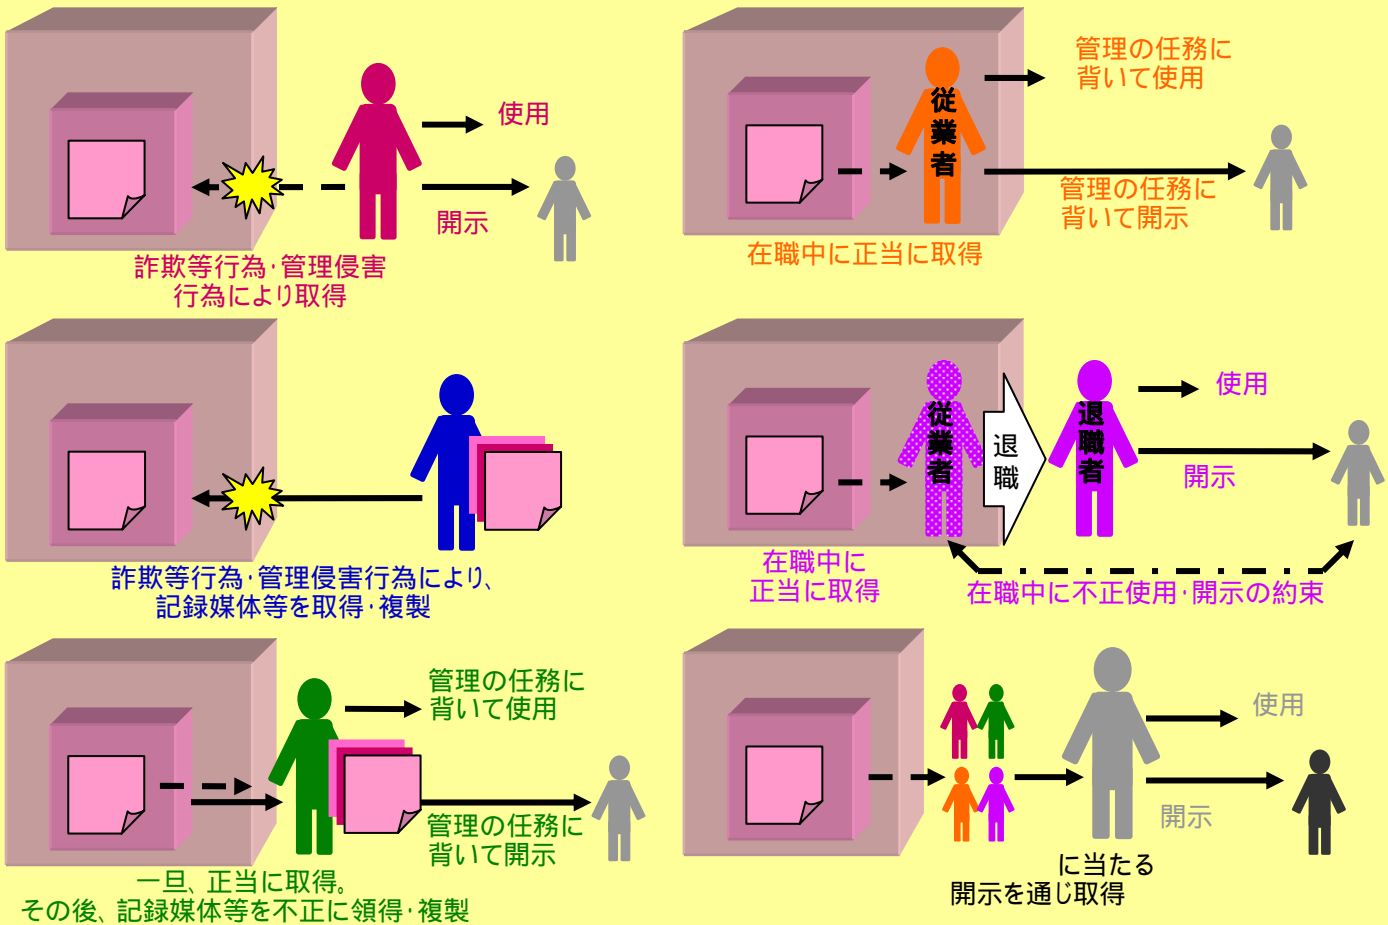 使用
開示
詐欺等行為・管理侵害
行為により取得
従業者
管理の任務に
背いて使用
管理の任務に
背いて開示
在職中に正当に取得
詐欺等行為・管理侵害行為により、
記録媒体等を取得・複製
従業者
退職
退職者
使用
開示
在職中に
正当に取得
在職中に不正使用・開示の約束
管理の任務に
背いて使用
管理の任務に
背いて開示
一旦、正当に取得。
その後、記録媒体等を不正に領得・複製
使用
開示
に当たる
開示を通じ取得